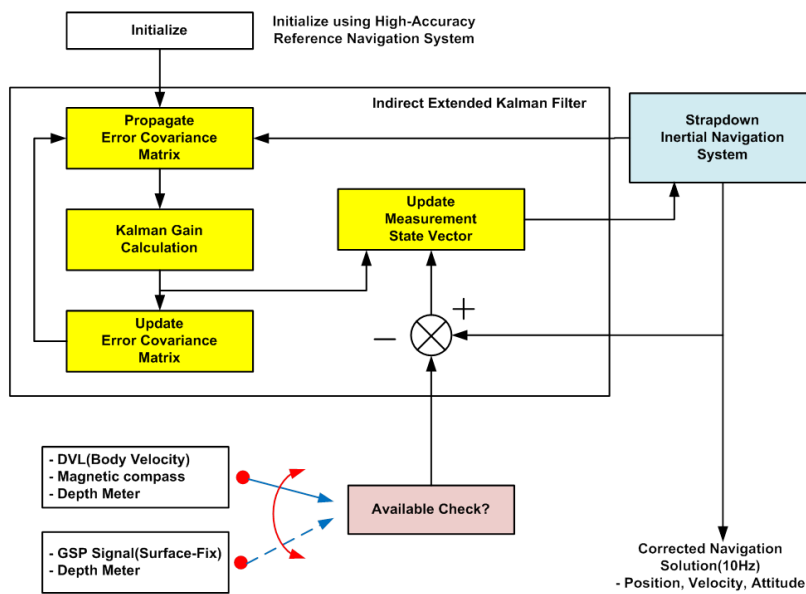 Initialize
Initialize using High-Accuracy
Reference Navigation System
Indirect Extended Kalman Filter
Propagate
Error Covariance
Matrix
Strapdown
Inertial Navigation
System
Kalman Gain
Calculation
Update
Measurement
State Vector
Update
Error Covariance
Matrix
+
−
- DVL(Body Velocity)
- Magnetic compass
- Depth Meter
Available Check?
- GSP Signal(Surface-Fix)
- Depth Meter
Corrected Navigation
Solution(10Hz)
- Position, Velocity, Attitude